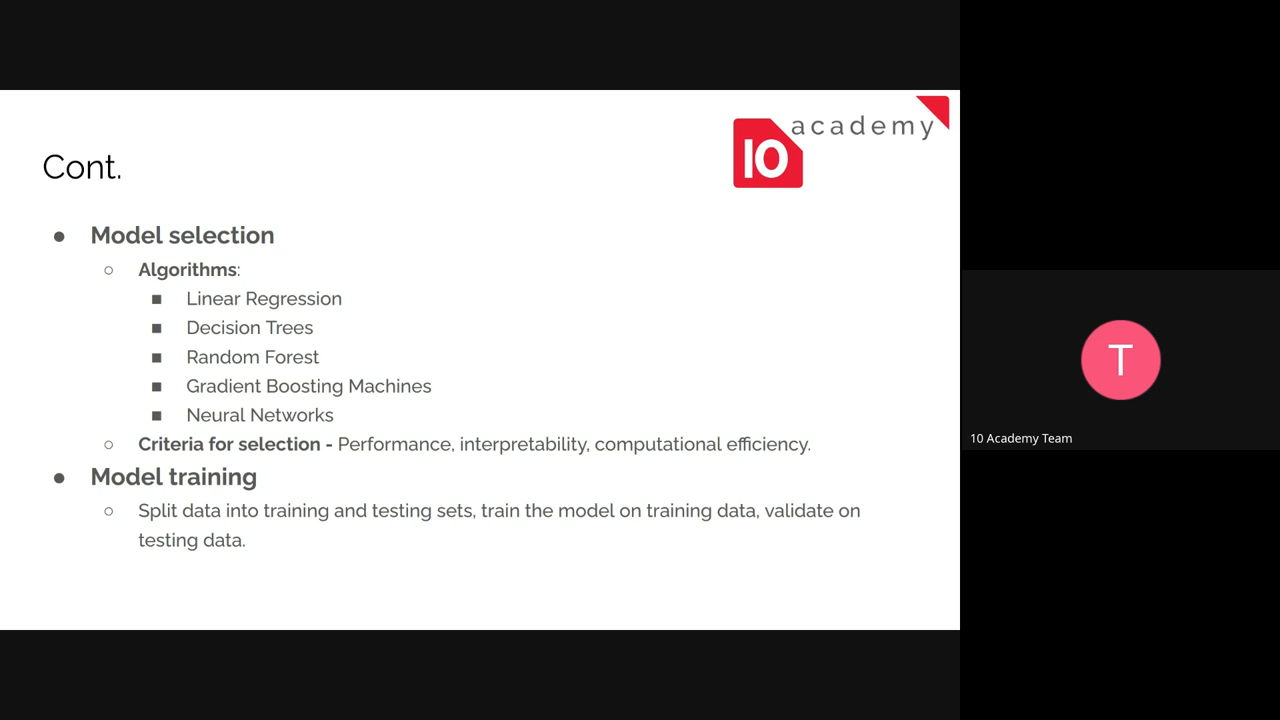 academy
10
Cont.
● Model selection
○ Algorithms:
■ Linear Regression
■ Decision Trees
■ Random Forest
■ Gradient Boosting Machines
■ Neural Networks
○ Criteria for selection - Performance, interpretability, computational efficiency.
● Model training
○ Split data into training and testing sets, train the model on training data, validate on
testing data.
T
10 Academy Team